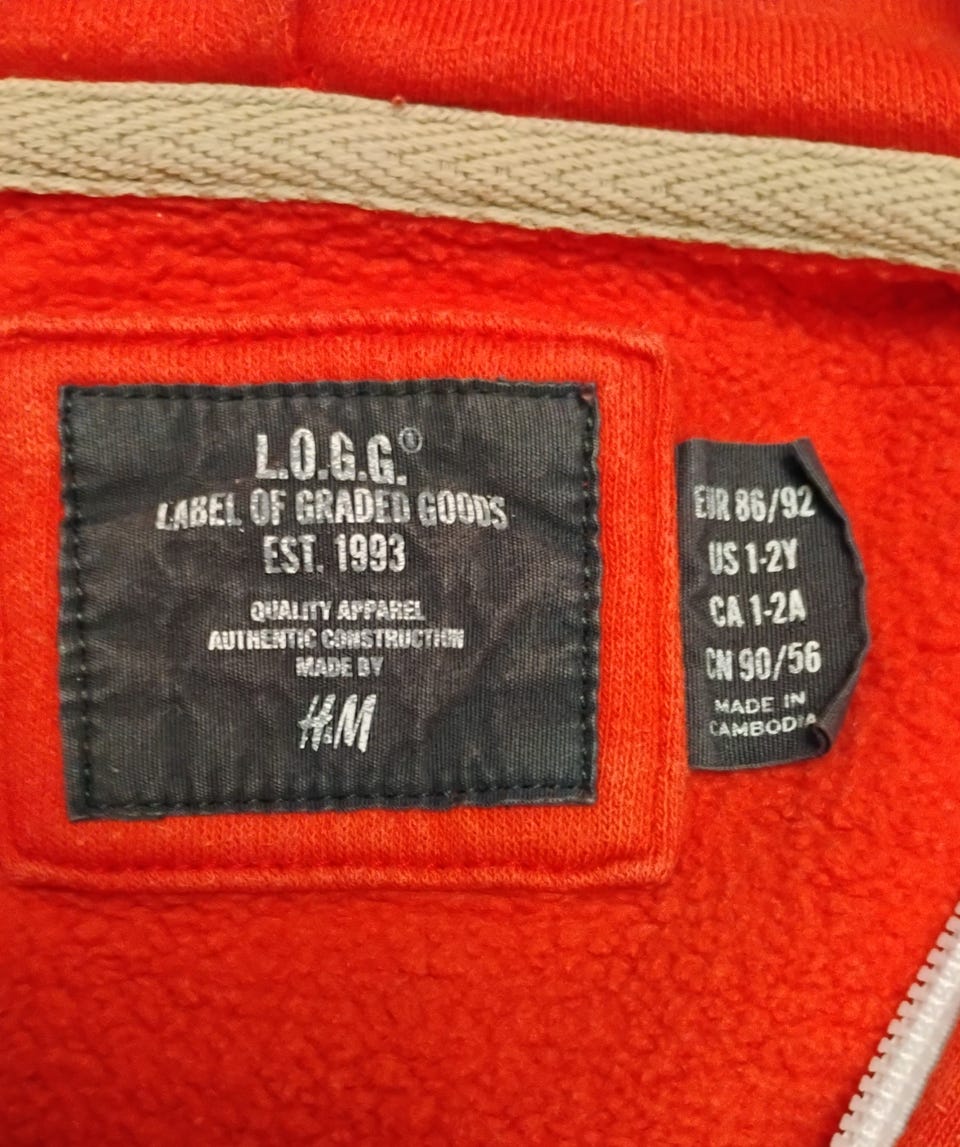 L.O.G.G.®
LABEL OF GRADED GOODS
EST. 1993
QUALITY APPAREL
AUTHENTIC CONSTRUCTION
MADE BY
H&M
EUR 86/92
US 1-2Y
CA 1-2A
CN 90/56
MADE IN
CAMBODIA